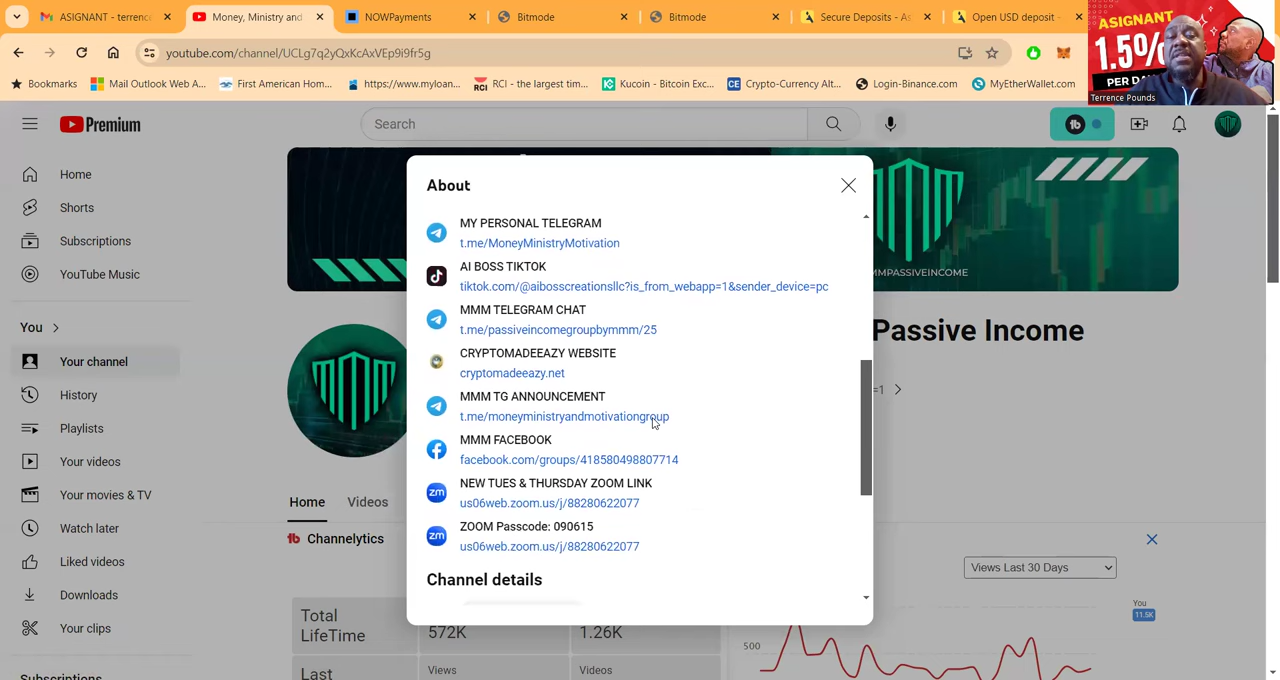 ASIGNANT - terrenc
Money, Ministry and
NOWPayments
Bitmode
Bitmode
Secure Deposits - As
Open USD deposit -
youtube.com/channel/UCLg7q2yQxKcAxVEp9i9fr5g
Bookmarks
Mail Outlook Web A...
First American Hom...
https://www.myloan...
RCI - the largest tim...
Kucoin - Bitcoin Exc...
Crypto-Currency Alt...
Login-Binance.com
MyEtherWallet.com
ASIGNANT
1.5%
PER DA
Terrence Pounds
Premium
Search
Home
Shorts
Subscriptions
YouTube Music
You
Your channel
History
Playlists
Your videos
Your movies & TV
Watch later
Liked videos
Downloads
Your clips
Subscriptions
MMPASSIVEINCOME
Passive Income
=1
About
MY PERSONAL TELEGRAM
t.me/MoneyMinistryMotivation
AI BOSS TIKTOK
tiktok.com/@aibosscreationsllc?is_from_webapp=1&sender_device=pc
MMM TELEGRAM CHAT
t.me/passiveincomegroupbymmm/25
CRYPTOMADEEAZY WEBSITE
cryptomadeeazy.net
MMM TG ANNOUNCEMENT
t.me/moneyministryandmotivationgroup
MMM FACEBOOK
facebook.com/groups/418580498807714
NEW TUES & THURSDAY ZOOM LINK
us06web.zoom.us/j/88280622077
ZOOM Passcode: 090615
us06web.zoom.us/j/88280622077
Channel details
Home
Videos
Channelytics
Views Last 30 Days
Total
LifeTime
572K
1.26K
Last
Views
Videos
500
You
11.5K